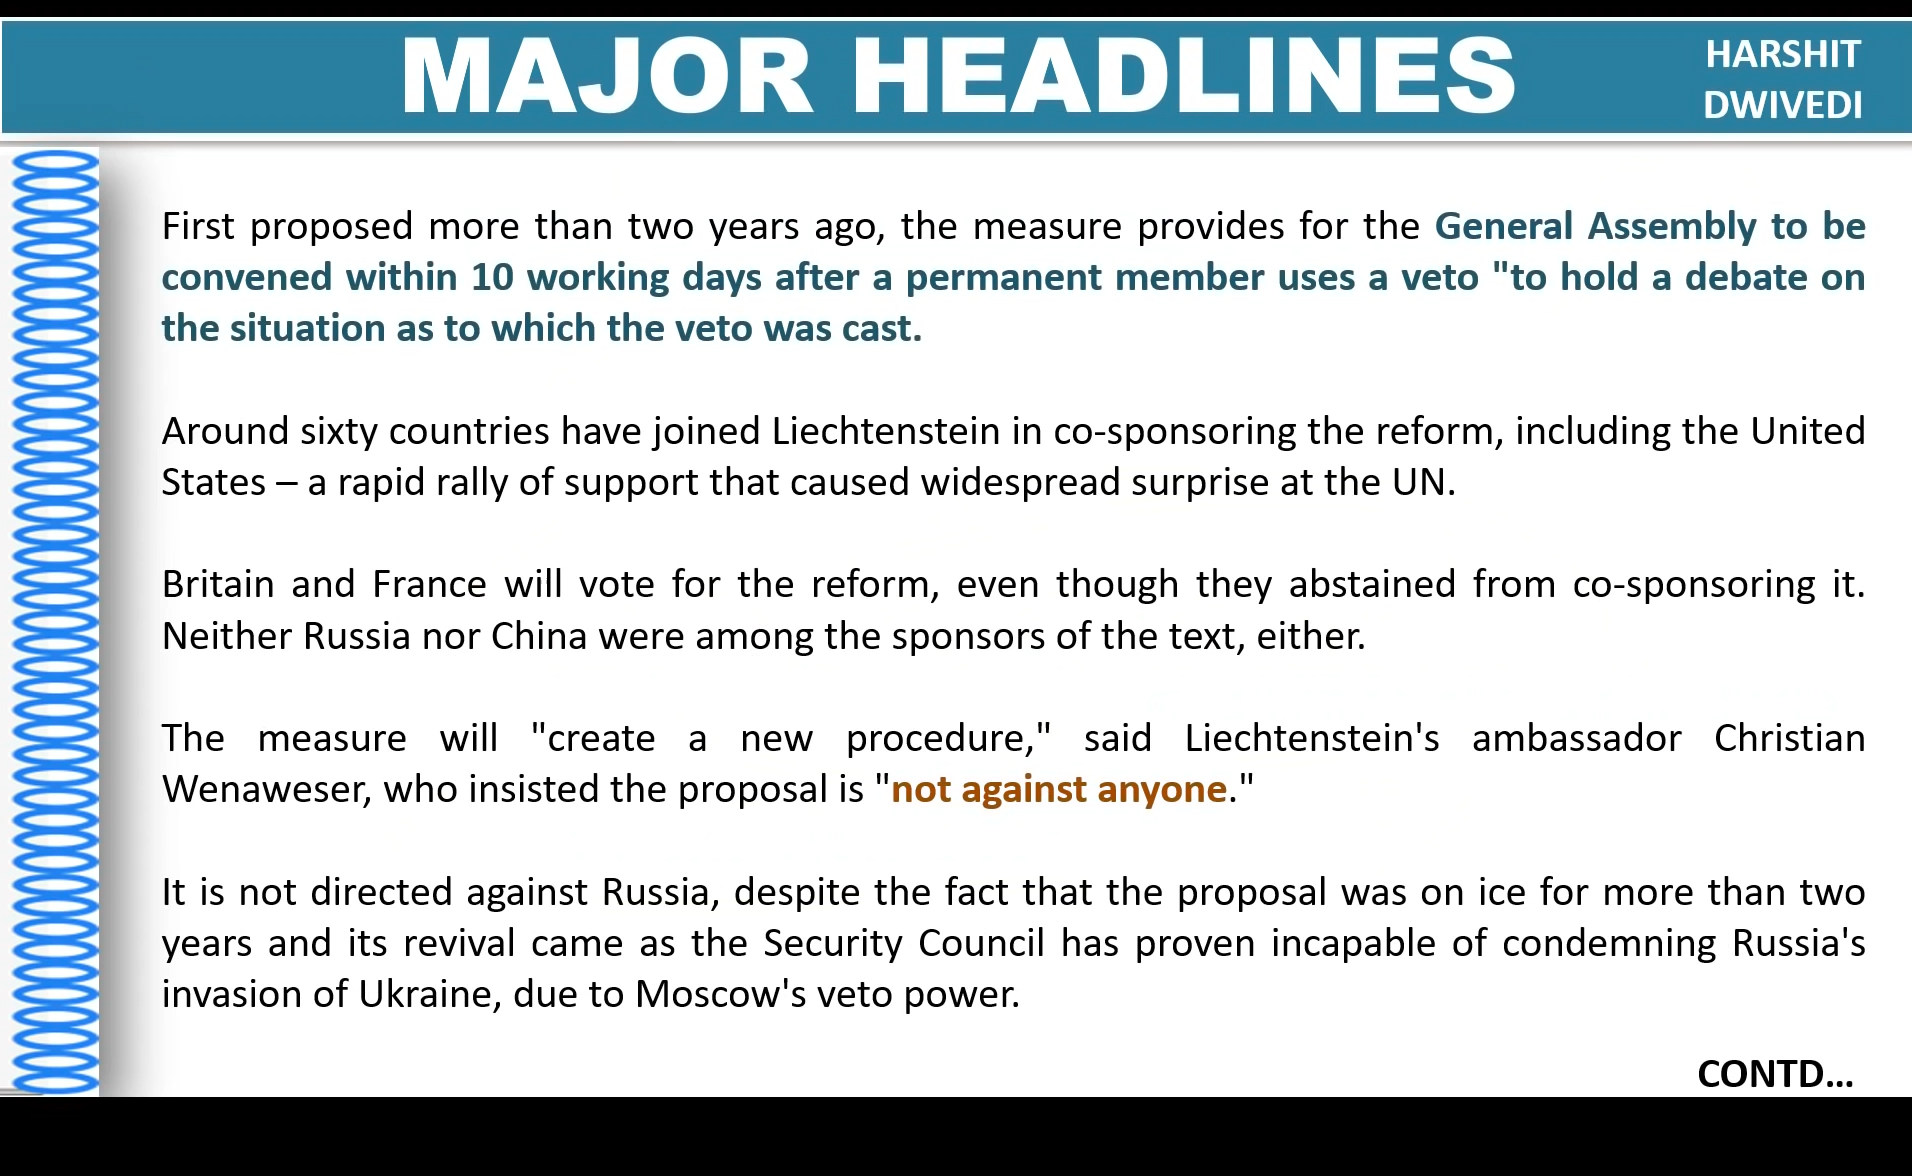 MAJOR HEADLINES
HARSHIT
DWIVEDI
First proposed more than two years ago, the measure provides for the General Assembly to be
convened within 10 working days after a permanent member uses a veto "to hold a debate on
the situation as to which the veto was cast.
Around sixty countries have joined Liechtenstein in co-sponsoring the reform, including the United
States – a rapid rally of support that caused widespread surprise at the UN.
Britain and France will vote for the reform, even though they abstained from co-sponsoring it.
Neither Russia nor China were among the sponsors of the text, either.
The measure will "create a new procedure," said Liechtenstein's ambassador Christian
Wenaweser, who insisted the proposal is "not against anyone."
It is not directed against Russia, despite the fact that the proposal was on ice for more than two
years and its revival came as the Security Council has proven incapable of condemning Russia's
invasion of Ukraine, due to Moscow's veto power.
CONTD...